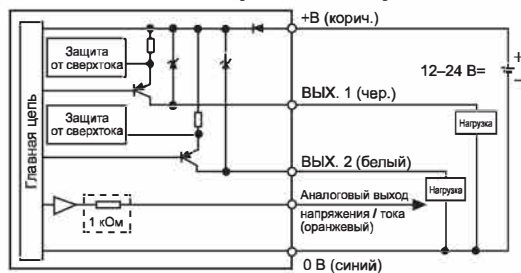 +В (корич.)
Защита
от сверхтока
12–24 В=
+
–
ВЫХ. 1 (чер.)
Защита
от сверхтока
Нагрузка
Главная цепь
ВЫХ. 2 (белый)
Аналоговый выход
напряжения / тока
(оранжевый)
Нагрузка
1 кОм
0 В (синий)